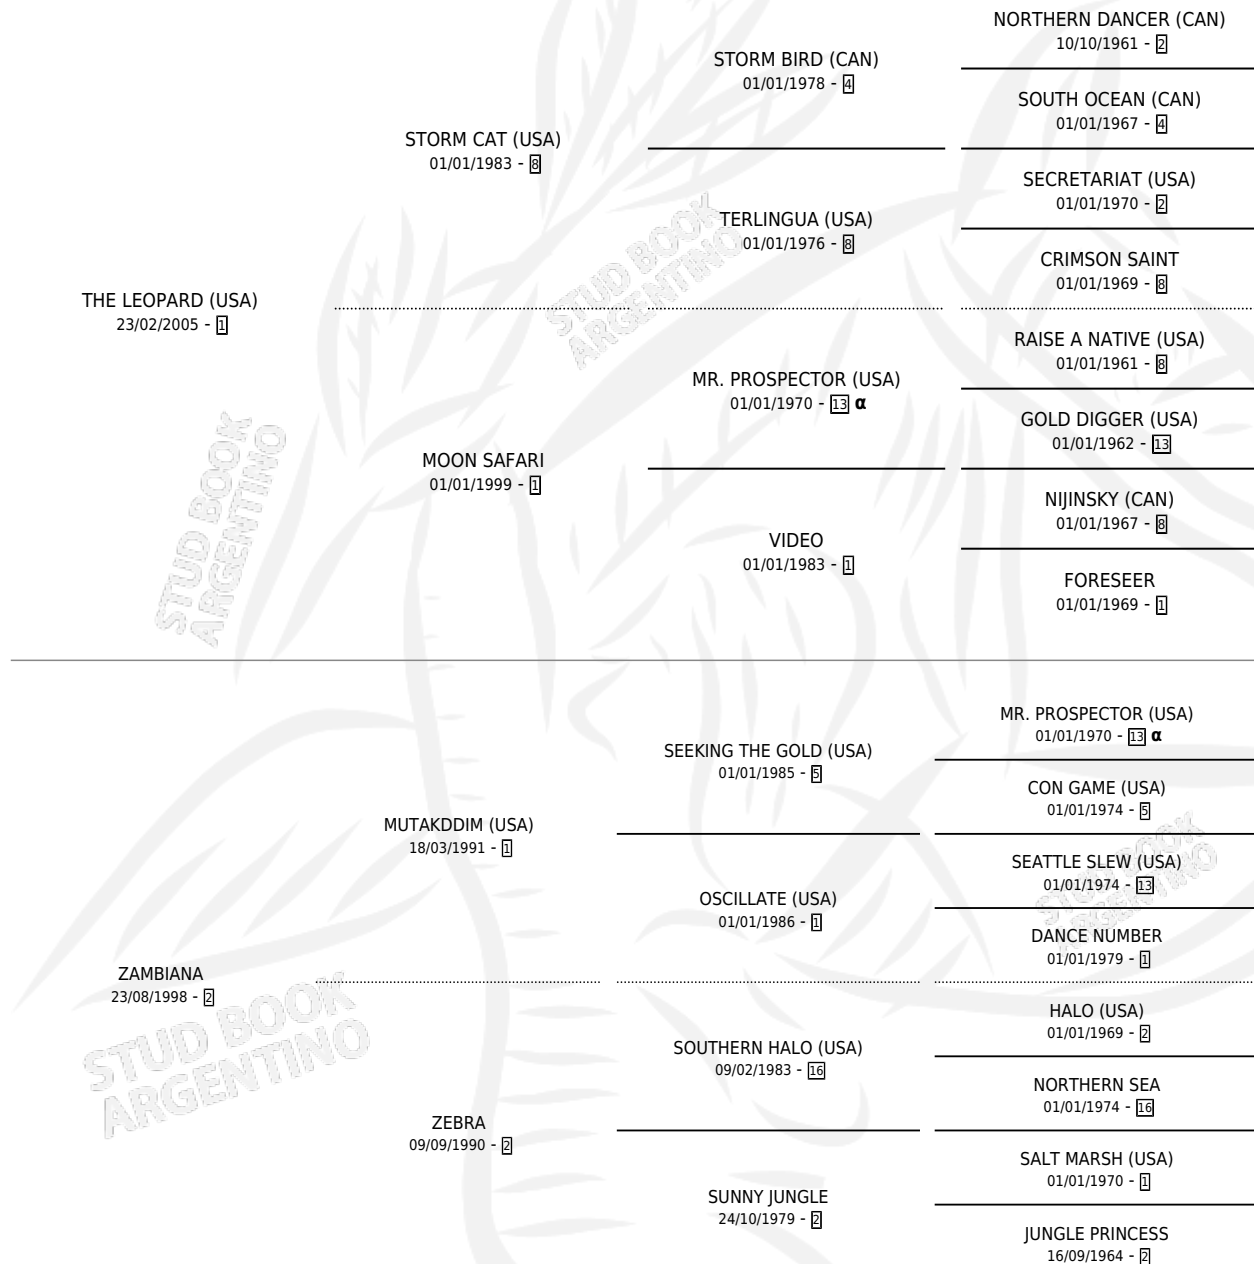 NORTHERN DANCER (CAN)
10/10/1961 - 2
STORM BIRD (CAN)
01/01/1978 - 4
SOUTH OCEAN (CAN)
01/01/1967 - 4
STORM CAT (USA)
01/01/1983 - 8
SECRETARIAT (USA)
01/01/1970 - 2
TERLINGUA (USA)
01/01/1976 - 8
CRIMSON SAINT
01/01/1969 - 8
THE LEOPARD (USA)
23/02/2005 - 1
RAISE A NATIVE (USA)
01/01/1961 - 8
MR. PROSPECTOR (USA)
01/01/1970 - 13 α
GOLD DIGGER (USA)
01/01/1962 - 13
MOON SAFARI
01/01/1999 - 1
NIJINSKY (CAN)
01/01/1967 - 8
VIDEO
01/01/1983 - 1
FORESEER
01/01/1969 - 1
MR. PROSPECTOR (USA)
01/01/1970 - 13 α
SEEKING THE GOLD (USA)
01/01/1985 - 5
CON GAME (USA)
01/01/1974 - 5
MUTAKDDIM (USA)
18/03/1991 - 1
SEATTLE SLEW (USA)
01/01/1974 - 13
OSCILLATE (USA)
01/01/1986 - 1
DANCE NUMBER
01/01/1979 - 1
ZAMBIANA
23/08/1998 - 2
HALO (USA)
01/01/1969 - 2
SOUTHERN HALO (USA)
09/02/1983 - 16
NORTHERN SEA
01/01/1974 - 16
ZEBRA
09/09/1990 - 2
SALT MARSH (USA)
01/01/1970 - 1
SUNNY JUNGLE
24/10/1979 - 2
JUNGLE PRINCESS
16/09/1964 - 2
STUD BOOK
ARGENTINO
STUD BOOK
ARGENTINO
STUD BOOK
ARGENTINO
STUD BOOK
ARGENTINO